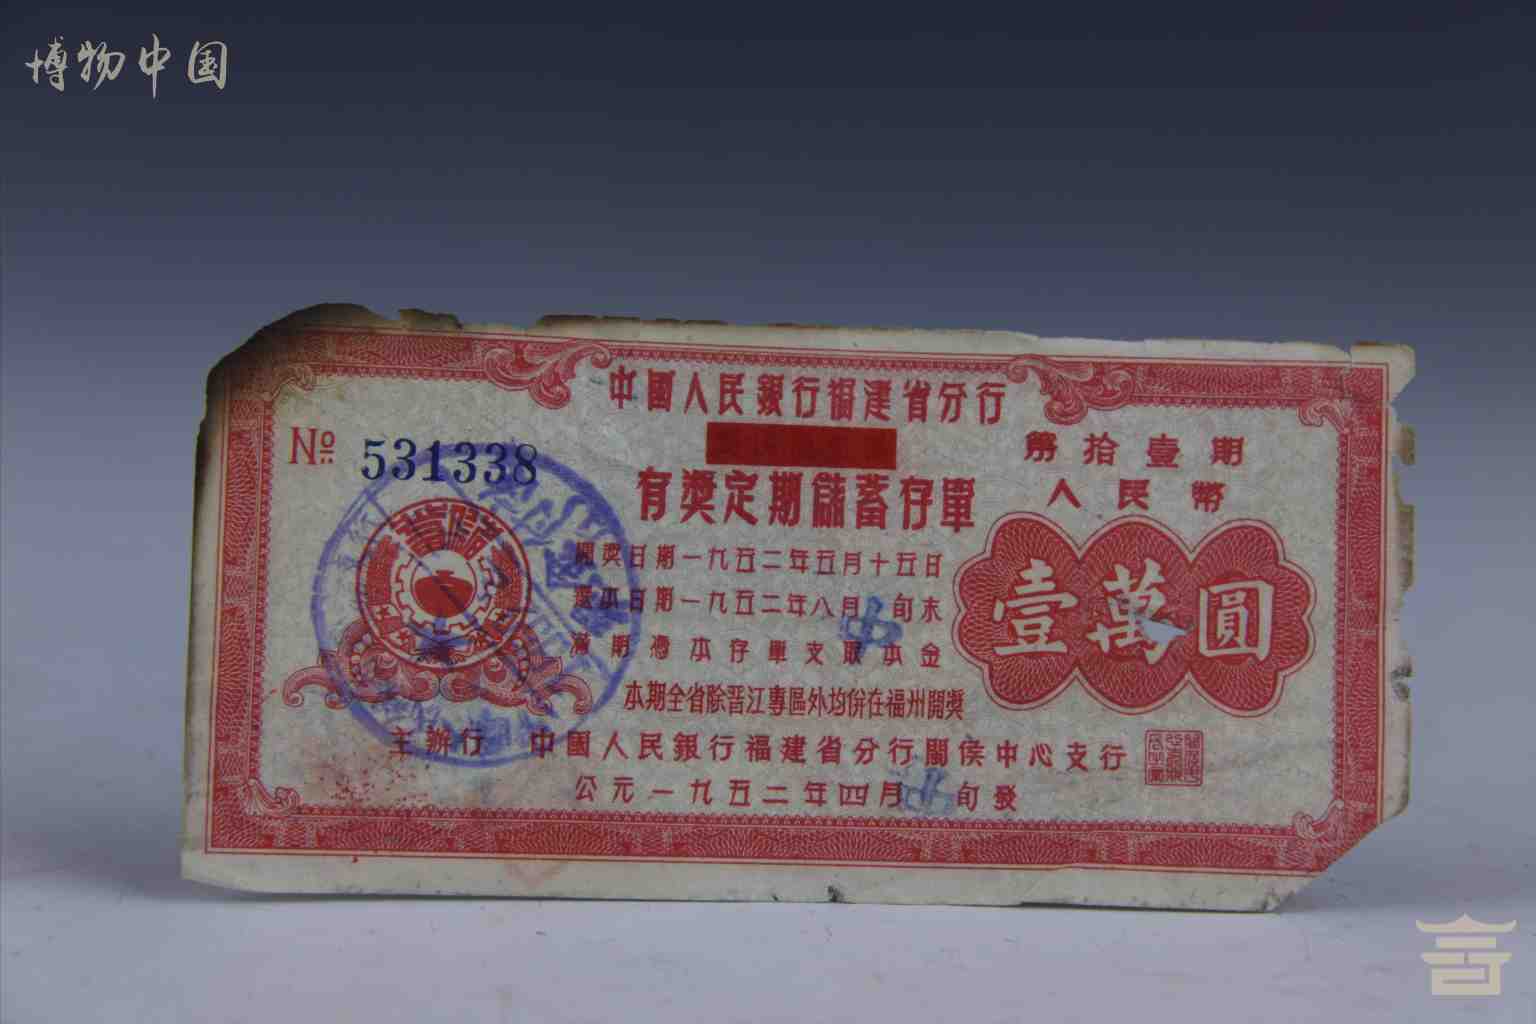 博物中国
中國人民銀行福建省分行
有獎定期儲蓄存單
第拾壹期
人民幣
№ 531338
壹萬圓
開獎日期一九五二年五月十五日
還本日期一九五二年八月中旬末
憑本存單支取本金
本期全省除晋江專區外均併在福州開獎
主辦行 中國人民銀行福建省分行閩侯中心支行
公元一九五二年四月中旬發